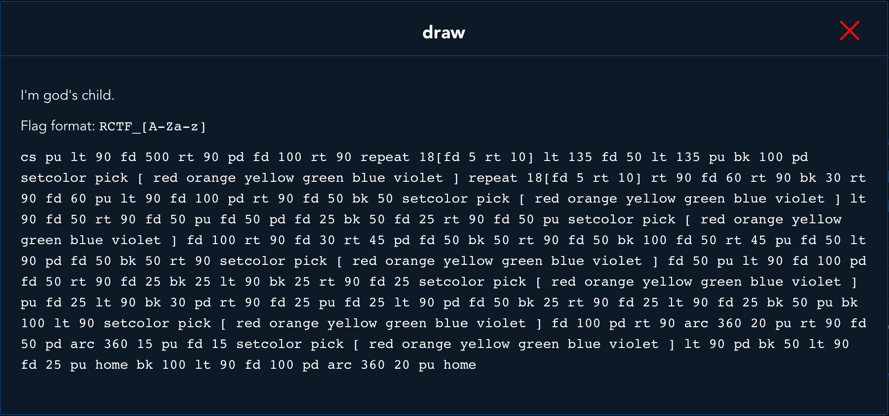 draw
I'm god's child.
Flag format: RCTF_[A-Za-z]
cs pu lt 90 fd 500 rt 90 pd fd 100 rt 90 repeat 18[fd 5 rt 10] lt 135 fd 50 lt 135 pu bk 100 pd
setcolor pick [ red orange yellow green blue violet ] repeat 18[fd 5 rt 10] rt 90 fd 60 rt 90 bk 30 rt
90 fd 60 pu lt 90 fd 100 pd rt 90 fd 50 bk 50 setcolor pick [ red orange yellow green blue violet ] lt
90 fd 50 rt 90 fd 50 pu fd 50 pd fd 25 bk 50 fd 25 rt 90 fd 50 pu setcolor pick [ red orange yellow
green blue violet ] fd 100 rt 90 fd 30 rt 45 pd fd 50 bk 50 rt 90 fd 50 bk 100 fd 50 rt 45 pu fd 50 lt
90 pd fd 50 bk 50 rt 90 setcolor pick [ red orange yellow green blue violet ] fd 50 pu lt 90 fd 100 pd
fd 50 rt 90 fd 25 bk 25 lt 90 bk 25 rt 90 fd 25 setcolor pick [ red orange yellow green blue violet ]
pu fd 25 lt 90 bk 30 pd rt 90 fd 25 pu fd 25 lt 90 pd fd 50 bk 25 rt 90 fd 25 lt 90 fd 25 bk 50 pu bk
100 lt 90 setcolor pick [ red orange yellow green blue violet ] fd 100 pd rt 90 arc 360 20 pu rt 90 fd
50 pd arc 360 15 pu fd 15 setcolor pick [ red orange yellow green blue violet ] lt 90 pd bk 50 lt 90
fd 25 pu home bk 100 lt 90 fd 100 pd arc 360 20 pu home